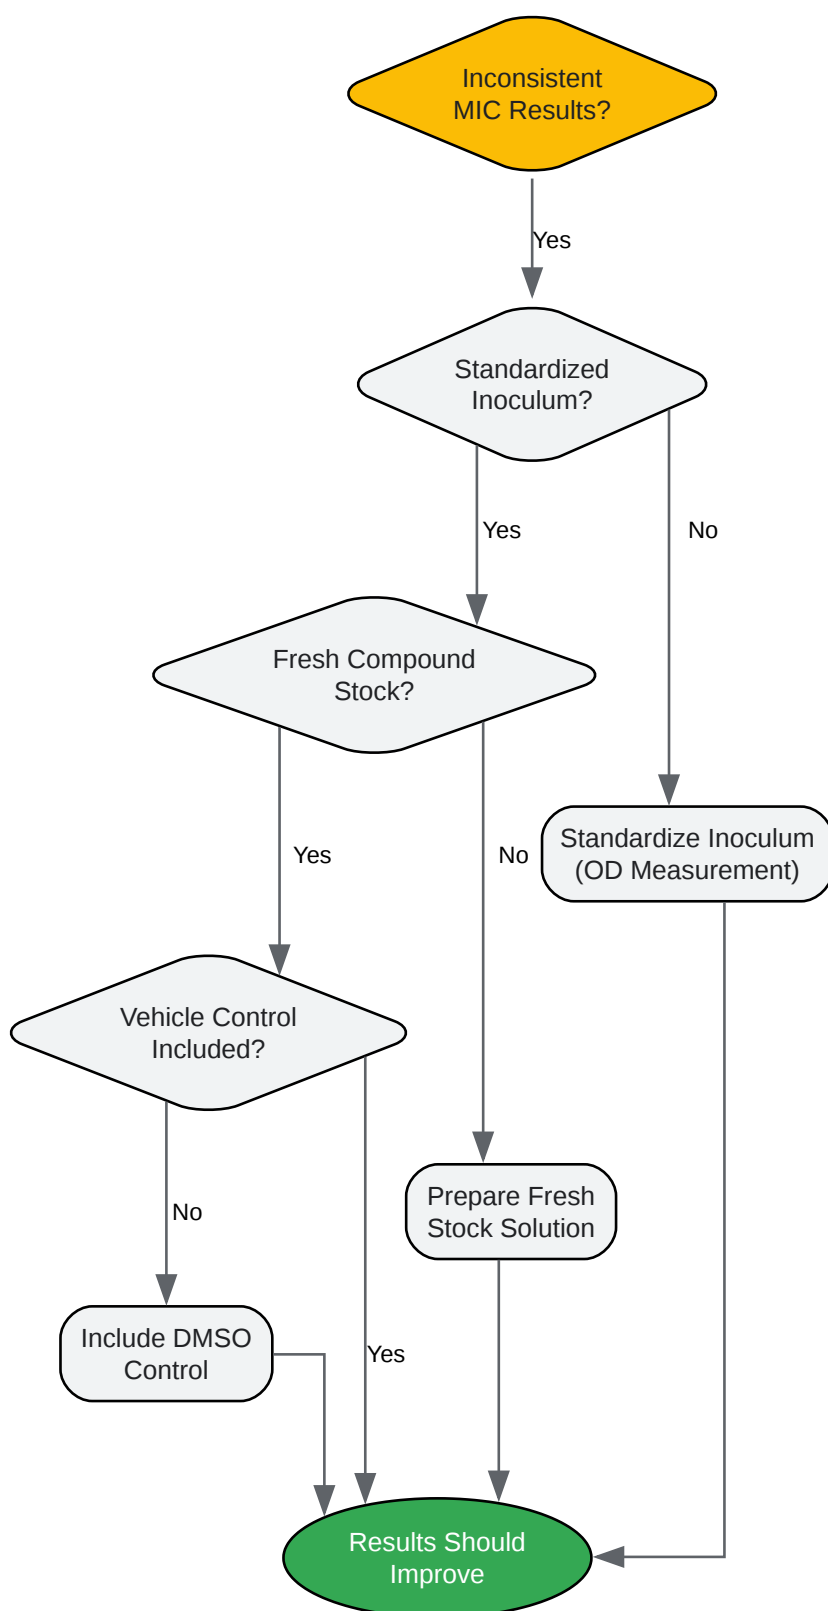 Inconsistent
MIC Results?
Yes
Standardized
Inoculum?
Yes
No
Fresh Compound
Stock?
Yes
No
Standardize Inoculum
(OD Measurement)
Vehicle Control
Included?
No
Prepare Fresh
Stock Solution
Include DMSO
Control
Yes
Results Should
Improve